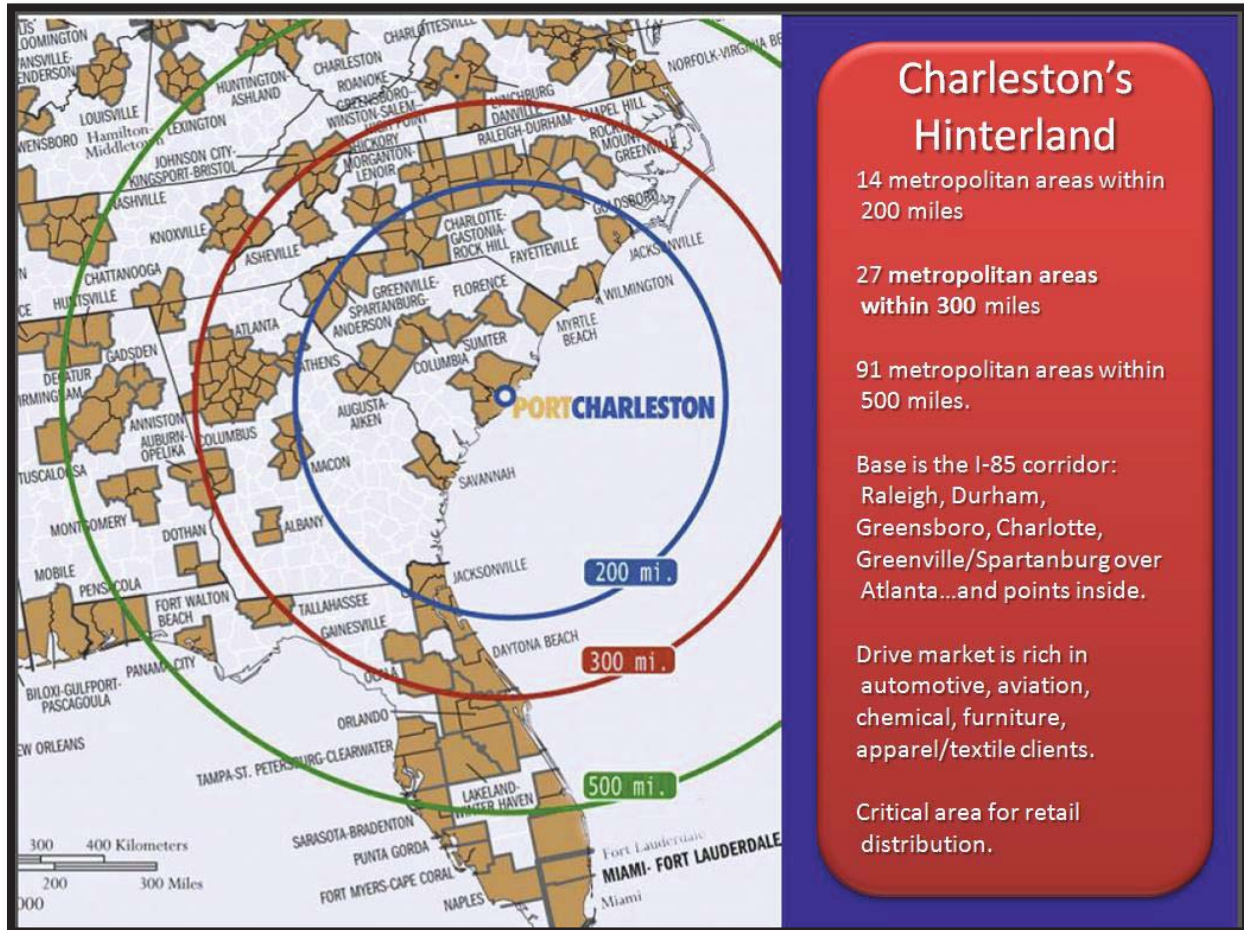 LIS
LOOMINGTON
VANSVILLE-
ENDERSON
LOUISVILLE
WENSBORO
Hamilton-
Middletown
LEXINGTON
HUNTINGTON-
ASHLAND
CHARLESTON
CHARLOTTESVILLE
NORFOLK-VIRGINIA BE
ROANOKE
GREENSBORO-
WINSTON-SALEM-
HIGH POINT
LYNCHBURG
DANVILLE
RALEIGH-DURHAM-CHAPEL HILL
ROCKY
MOUNT
GREENVILLE
JOHNSON CITY-
KINGSPORT-BRISTOL
HICKORY
MORGANTON-
LENOIR
NASHVILLE
KNOXVILLE
ASHEVILLE
CHARLOTTE-
GASTONIA-
ROCK HILL
GOLDSBORO
FAYETTEVILLE
JACKSONVILLE
WILMINGTON
CHATTANOOGA
HUNTSVILLE
CE
GREENVILLE-
SPARTANBURG-
ANDERSON
FLORENCE
SUMTER
COLUMBIA
MYRTLE
BEACH
ATLANTA
ATHENS
GADSDEN
DECATUR
IRMINGHAM
AUGUSTA-
AIKEN
PORTCHARLESTON
ANNISTON
AUBURN-
OPELIKA
COLUMBUS
MACON
TUSCALOOSA
SAVANNAH
MONTGOMERY
DOTHAN
ALBANY
200 mi.
MOBILE
PENSACOLA
FORT WALTON
BEACH
TALLAHASSEE
JACKSONVILLE
GAINESVILLE
DAYTONA BEACH
300 mi.
PANAMA CITY
OCALA
BILOXI-GULFPORT-
PASCAGOULA
ORLANDO
EW ORLEANS
TAMPA-ST. PETERSBURG-CLEARWATER
500 mi.
LAKELAND-
WINTER HAVEN
SARASOTA-BRADENTON
PUNTA GORDA
FORT MYERS-CAPE CORAL
NAPLES
Fort Lauderdale
MIAMI- FORT LAUDERDALE
Miami
300 400 Kilometers
200 300 Miles
000
Charleston's
Hinterland
14 metropolitan areas within
200 miles
27 metropolitan areas
within 300 miles
91 metropolitan areas within
500 miles.
Base is the I-85 corridor:
Raleigh, Durham,
Greensboro, Charlotte,
Greenville/Spartanburg over
Atlanta...and points inside.
Drive market is rich in
automotive, aviation,
chemical, furniture,
apparel/textile clients.
Critical area for retail
distribution.